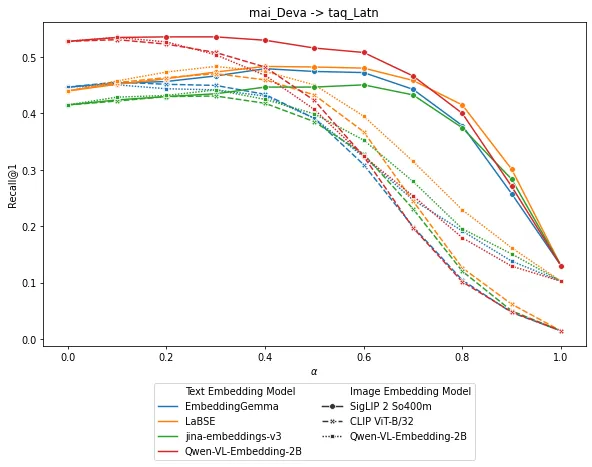 mai_Deva -> taq_Latn
Recall@1
0.5
0.4
0.3
0.2
0.1
0.0
0.0 0.2 0.4 0.6 0.8 1.0
α
Text Embedding Model
EmbeddingGemma
LaBSE
jina-embeddings-v3
Qwen-VL-Embedding-2B
Image Embedding Model
SigLIP 2 So400m
CLIP ViT-B/32
Qwen-VL-Embedding-2B